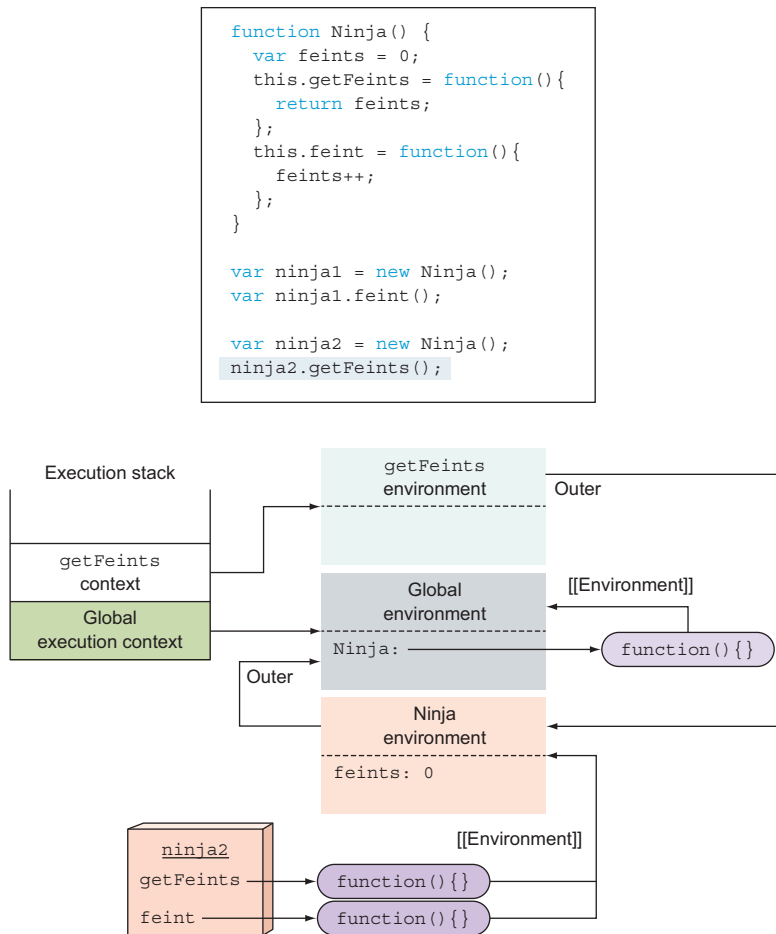 function Ninja() {
  var feints = 0;
  this.getFeints = function(){
    return feints;
  };
  this.feint = function(){
    feints++;
  };
}
var ninja1 = new Ninja();
var ninja1.feint();
var ninja2 = new Ninja();
ninja2.getFeints();
Execution stack
getFeints
context
Global
execution context
getFeints
environment
Outer
Global
environment
Ninja:
[[Environment]]
function(){}
Outer
Ninja
environment
feints: 0
[[Environment]]
ninja2
getFeints
function(){}
feint
function(){}